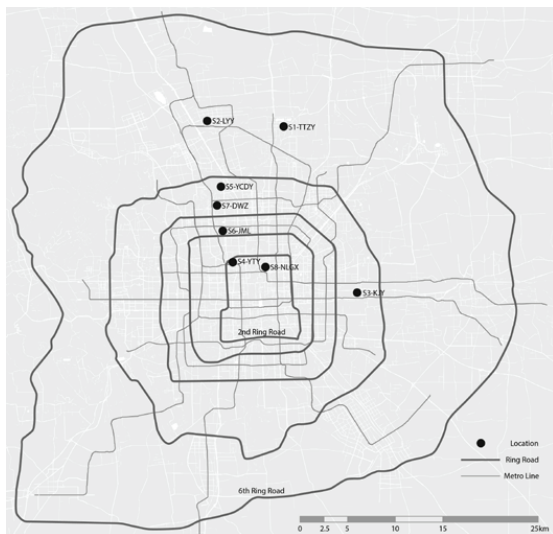 S2-LYY
S1-TTZY
S5-YCDY
S7-DWZ
S6-JML
S4-YTY
S8-NLGX
S3-KJY
2nd Ring Road
6th Ring Road
Location
Ring Road
Metro Line
0 2.5 5 10 15 25km